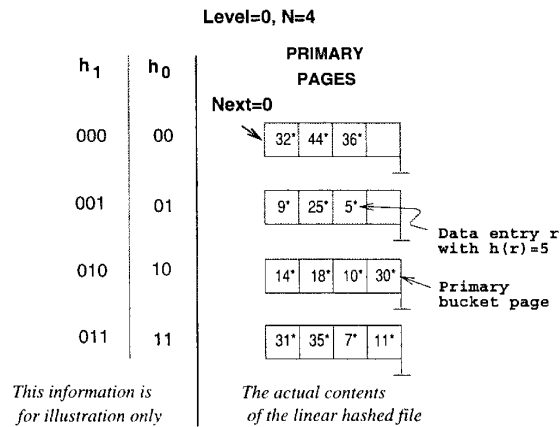 Level=0, N=4
h1 h0 PRIMARY PAGES
Next=0
000 00 32* 44* 36*
001 01 9* 25* 5*
Data entry r
with h(r)=5
010 10 14* 18* 10* 30*
Primary
bucket page
011 11 31* 35* 7* 11*
This information is
for illustration only
The actual contents
of the linear hashed file